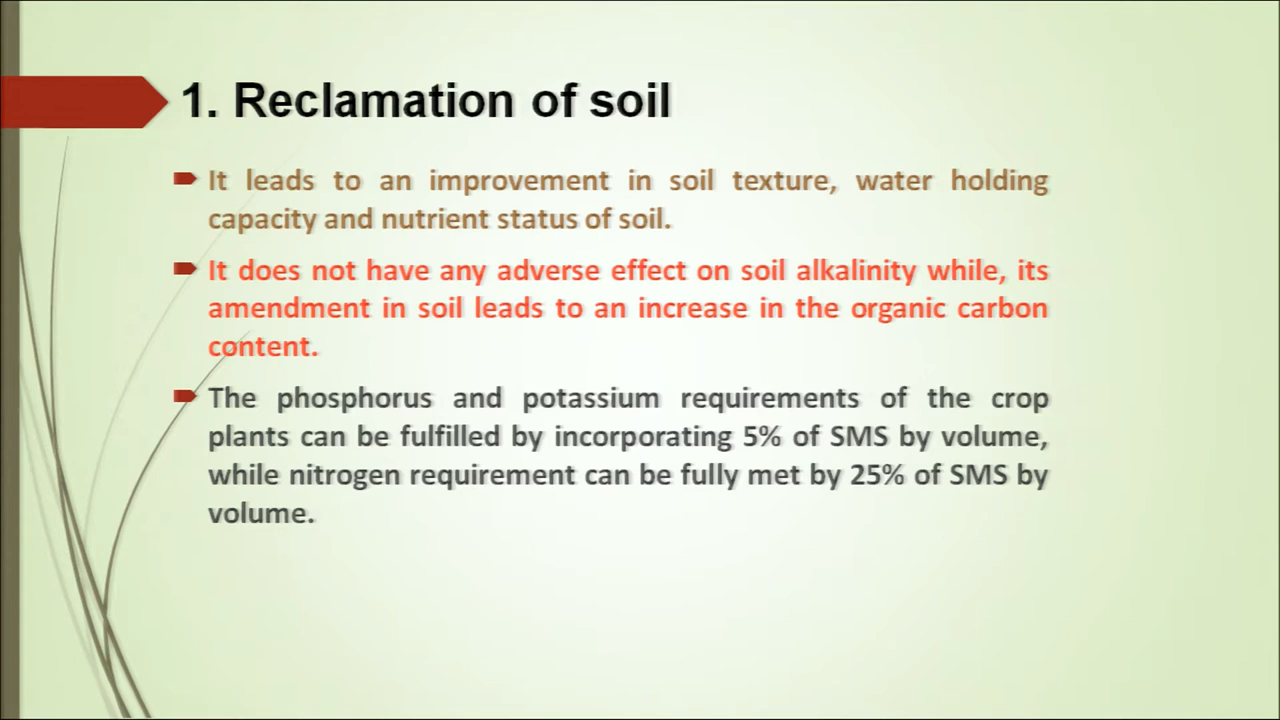 1. Reclamation of soil
It leads to an improvement in soil texture, water holding
capacity and nutrient status of soil.
It does not have any adverse effect on soil alkalinity while, its
amendment in soil leads to an increase in the organic carbon
content.
The phosphorus and potassium requirements of the crop
plants can be fulfilled by incorporating 5% of SMS by volume,
while nitrogen requirement can be fully met by 25% of SMS by
volume.